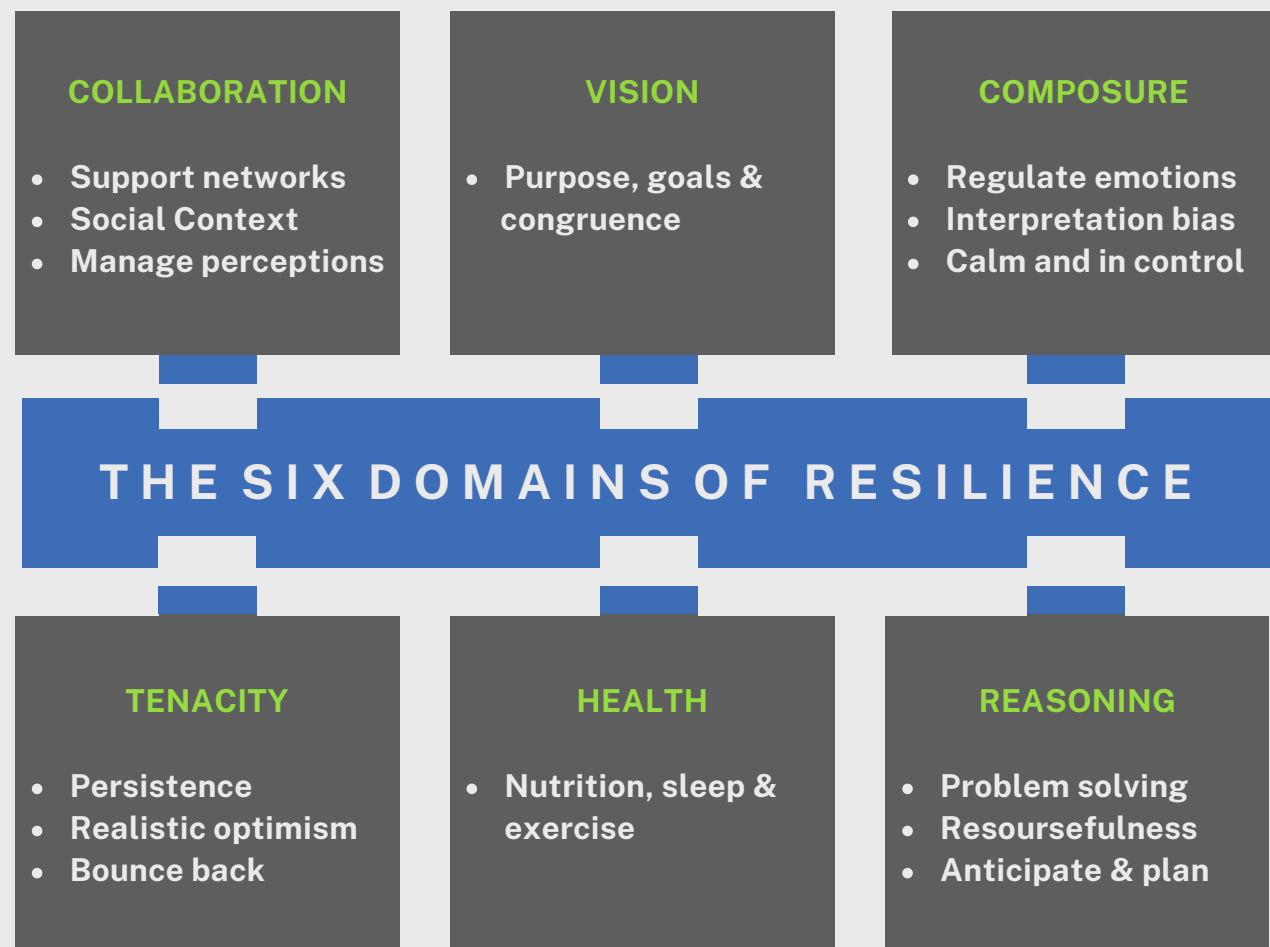 COLLABORATION
• Support networks
• Social Context
• Manage perceptions
VISION
• Purpose, goals &
congruence
COMPOSURE
• Regulate emotions
• Interpretation bias
• Calm and in control
THE SIX DOMAINS OF RESILIENCE
TENACITY
• Persistence
• Realistic optimism
• Bounce back
HEALTH
• Nutrition, sleep &
exercise
REASONING
• Problem solving
• Resoursefulness
• Anticipate & plan